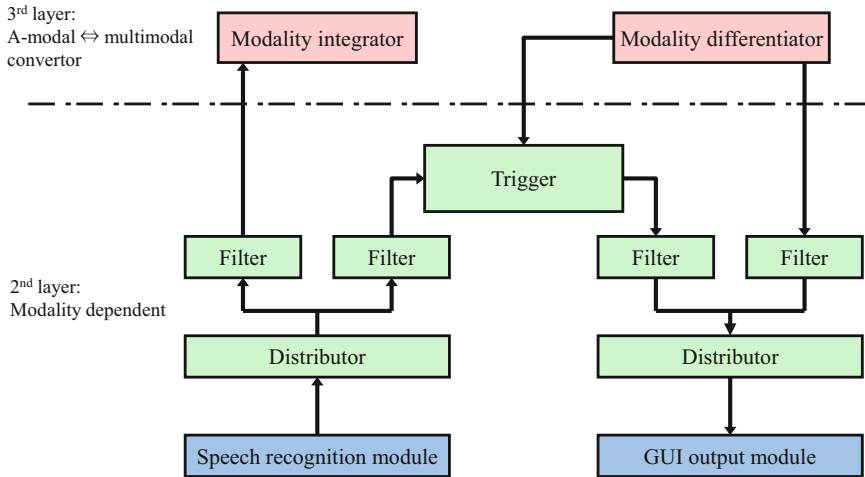 3rd layer:
A-modal ⇔ multimodal
convertor
Modality integrator
Modality differentiator
Trigger
Filter
Filter
Filter
Filter
2nd layer:
Modality dependent
Distributor
Distributor
Speech recognition module
GUI output module